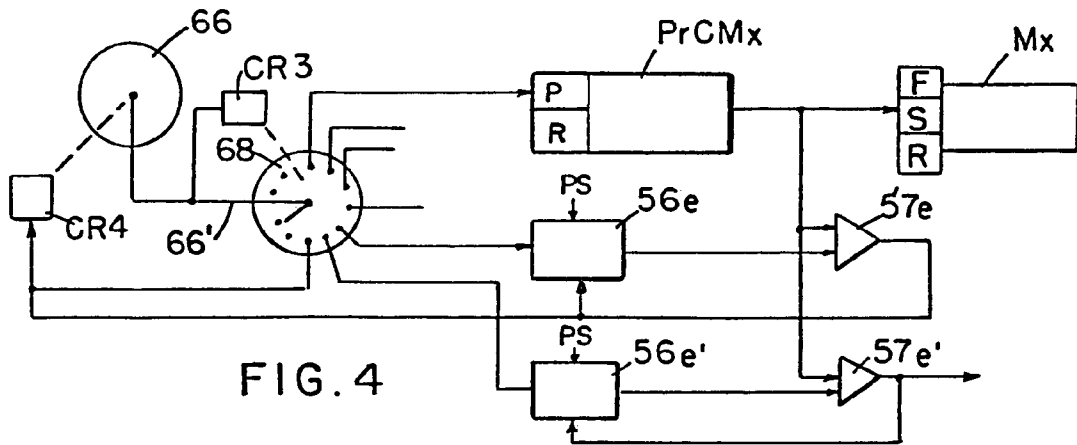 66
CR3
PrCMx
Mx
P
R
F
S
R
68
CR4
66'
PS
56e
57e
PS
56e'
57e'
FIG. 4